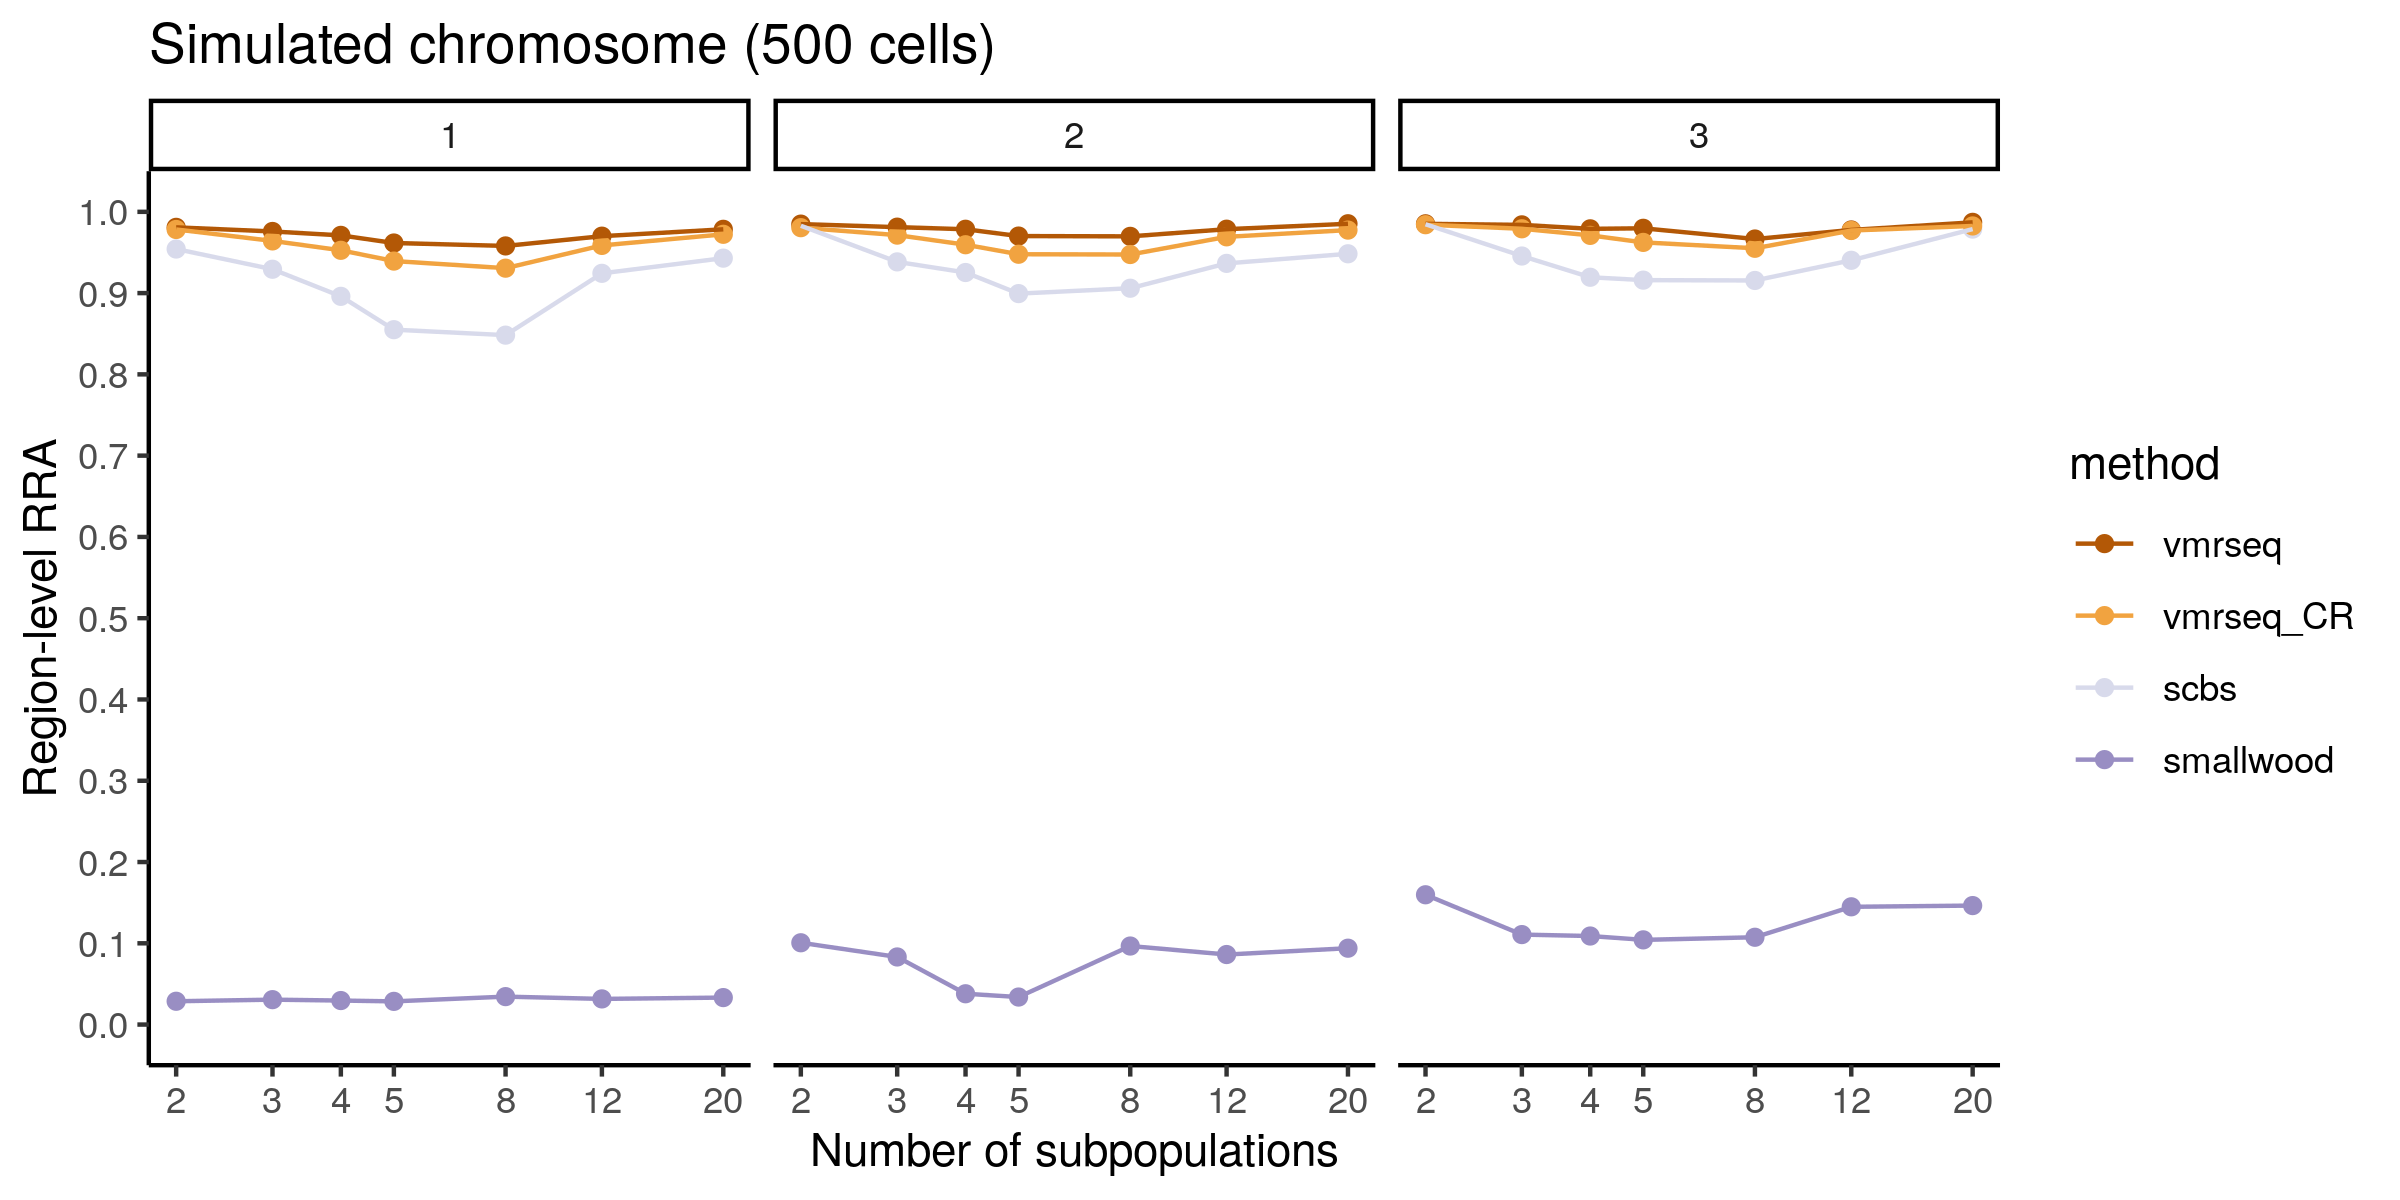 Simulated chromosome (500 cells)
1 2 3
Region-level RRA
1.0
0.9
0.8
0.7
0.6
0.5
0.4
0.3
0.2
0.1
0.0
2 3 4 5 8 12 20 2 3 4 5 8 12 20 2 3 4 5 8 12 20
Number of subpopulations
method
vmrseq
vmrseq_CR
scbs
smallwood